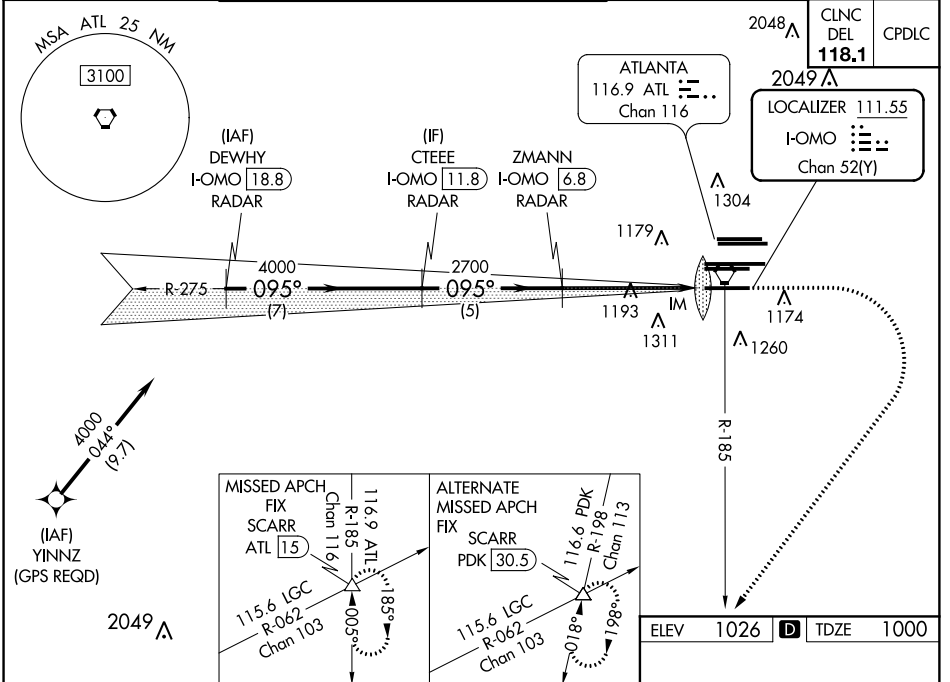 MSA ATL 25 NM
3100
2048
CLNC
DEL
118.1
CPDLC
ATLANTA
116.9 ATL
Chan 116
2049
LOCALIZER 111.55
I-OMO
Chan 52(Y)
(IAF)
DEWHY
I-OMO 18.8
RADAR
(IF)
CTEEE
I-OMO 11.8
RADAR
ZMANN
I-OMO 6.8
RADAR
1304
1179
R-275
4000
095°
(7)
2700
095°
(5)
1193
IM
1311
1174
1260
R-185
4000
044°
(9.7)
(IAF)
YINNZ
(GPS REQD)
2049
MISSED APCH
FIX
SCARR
ATL 15
116.9 ATL
R-185
Chan 116
115.6 LGC
R-062
Chan 103
005°
185°
ALTERNATE
MISSED APCH
FIX
SCARR
PDK 30.5
116.6 PDK
R-198
Chan 113
115.6 LGC
R-062
Chan 103
018°
198°
ELEV 1026 D TDZE 1000